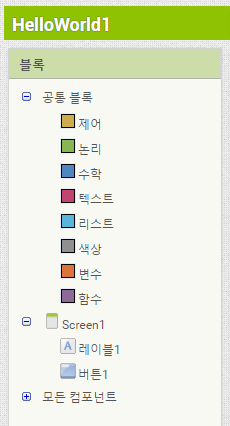 HelloWorld1
블록
공통 블록
제어
논리
수학
텍스트
리스트
색상
변수
함수
Screen1
A 레이블1
버튼1
모든 컴포넌트